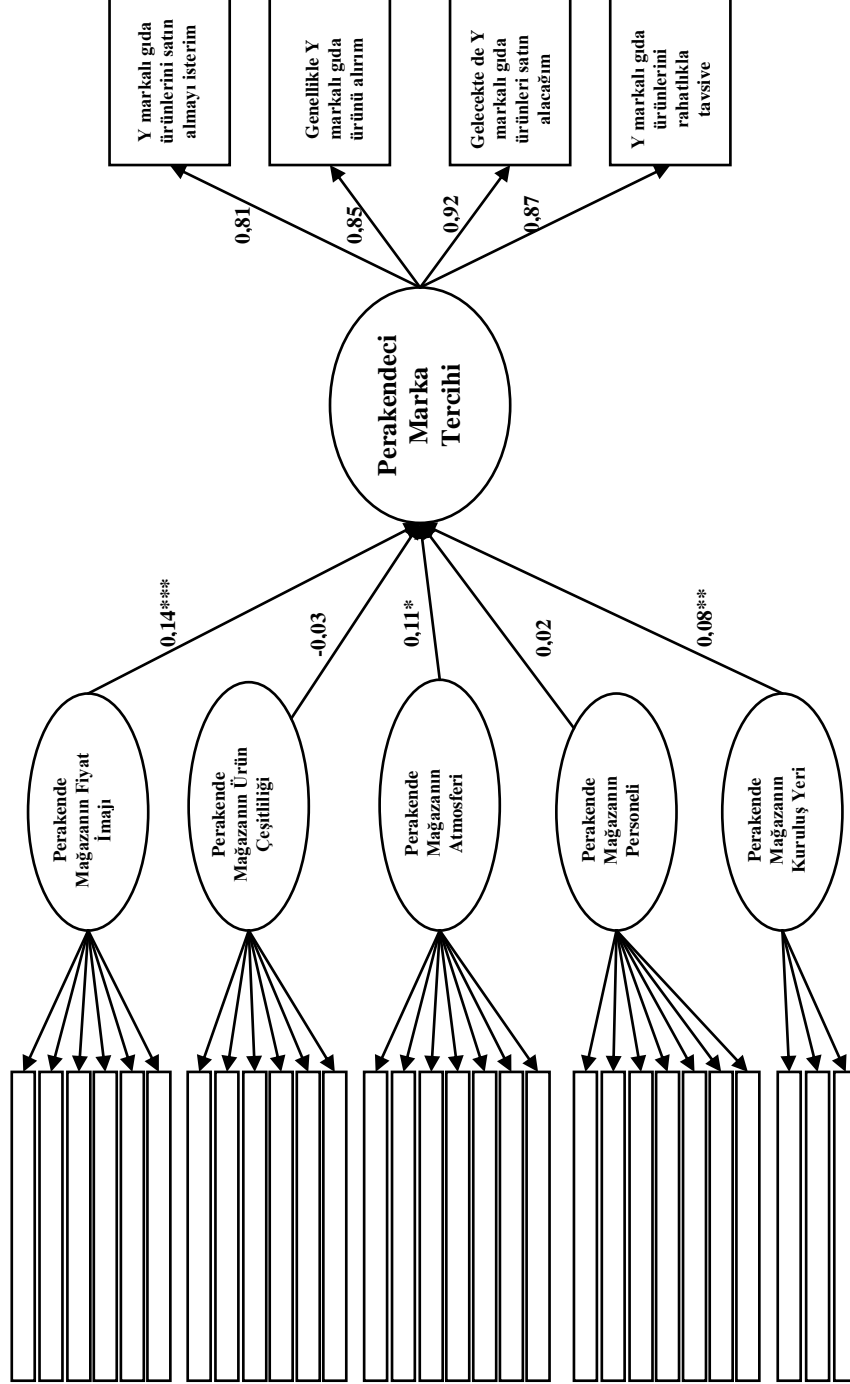 Perakende
Mağazanın Fiyat
İmajı
Perakende
Mağazanın Ürün
Çeşitliliği
Perakende
Mağazanın
Atmosferi
Perakende
Mağazanın
Personeli
Perakende
Mağazanın
Kuruluş Yeri
0,14***
-0,03
0,11*
0,02
0,08**
Perakendeci
Marka
Tercihi
0,81
0,85
0,92
0,87
Y markalı gıda
ürünlerini satın
almayı isterim
Genellikle Y
markalı gıda
ürünü alırım
Gelecekte de Y
markalı gıda
ürünleri satın
alacağım
Y markalı gıda
ürünlerini
rahatlıkla
tavsiye